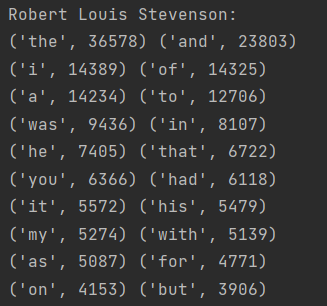 Robert Louis Stevenson:
('the', 36578) ('and', 23803)
('i', 14389) ('of', 14325)
('a', 14234) ('to', 12706)
('was', 9436) ('in', 8107)
('he', 7405) ('that', 6722)
('you', 6366) ('had', 6118)
('it', 5572) ('his', 5479)
('my', 5274) ('with', 5139)
('as', 5087) ('for', 4771)
('on', 4153) ('but', 3906)